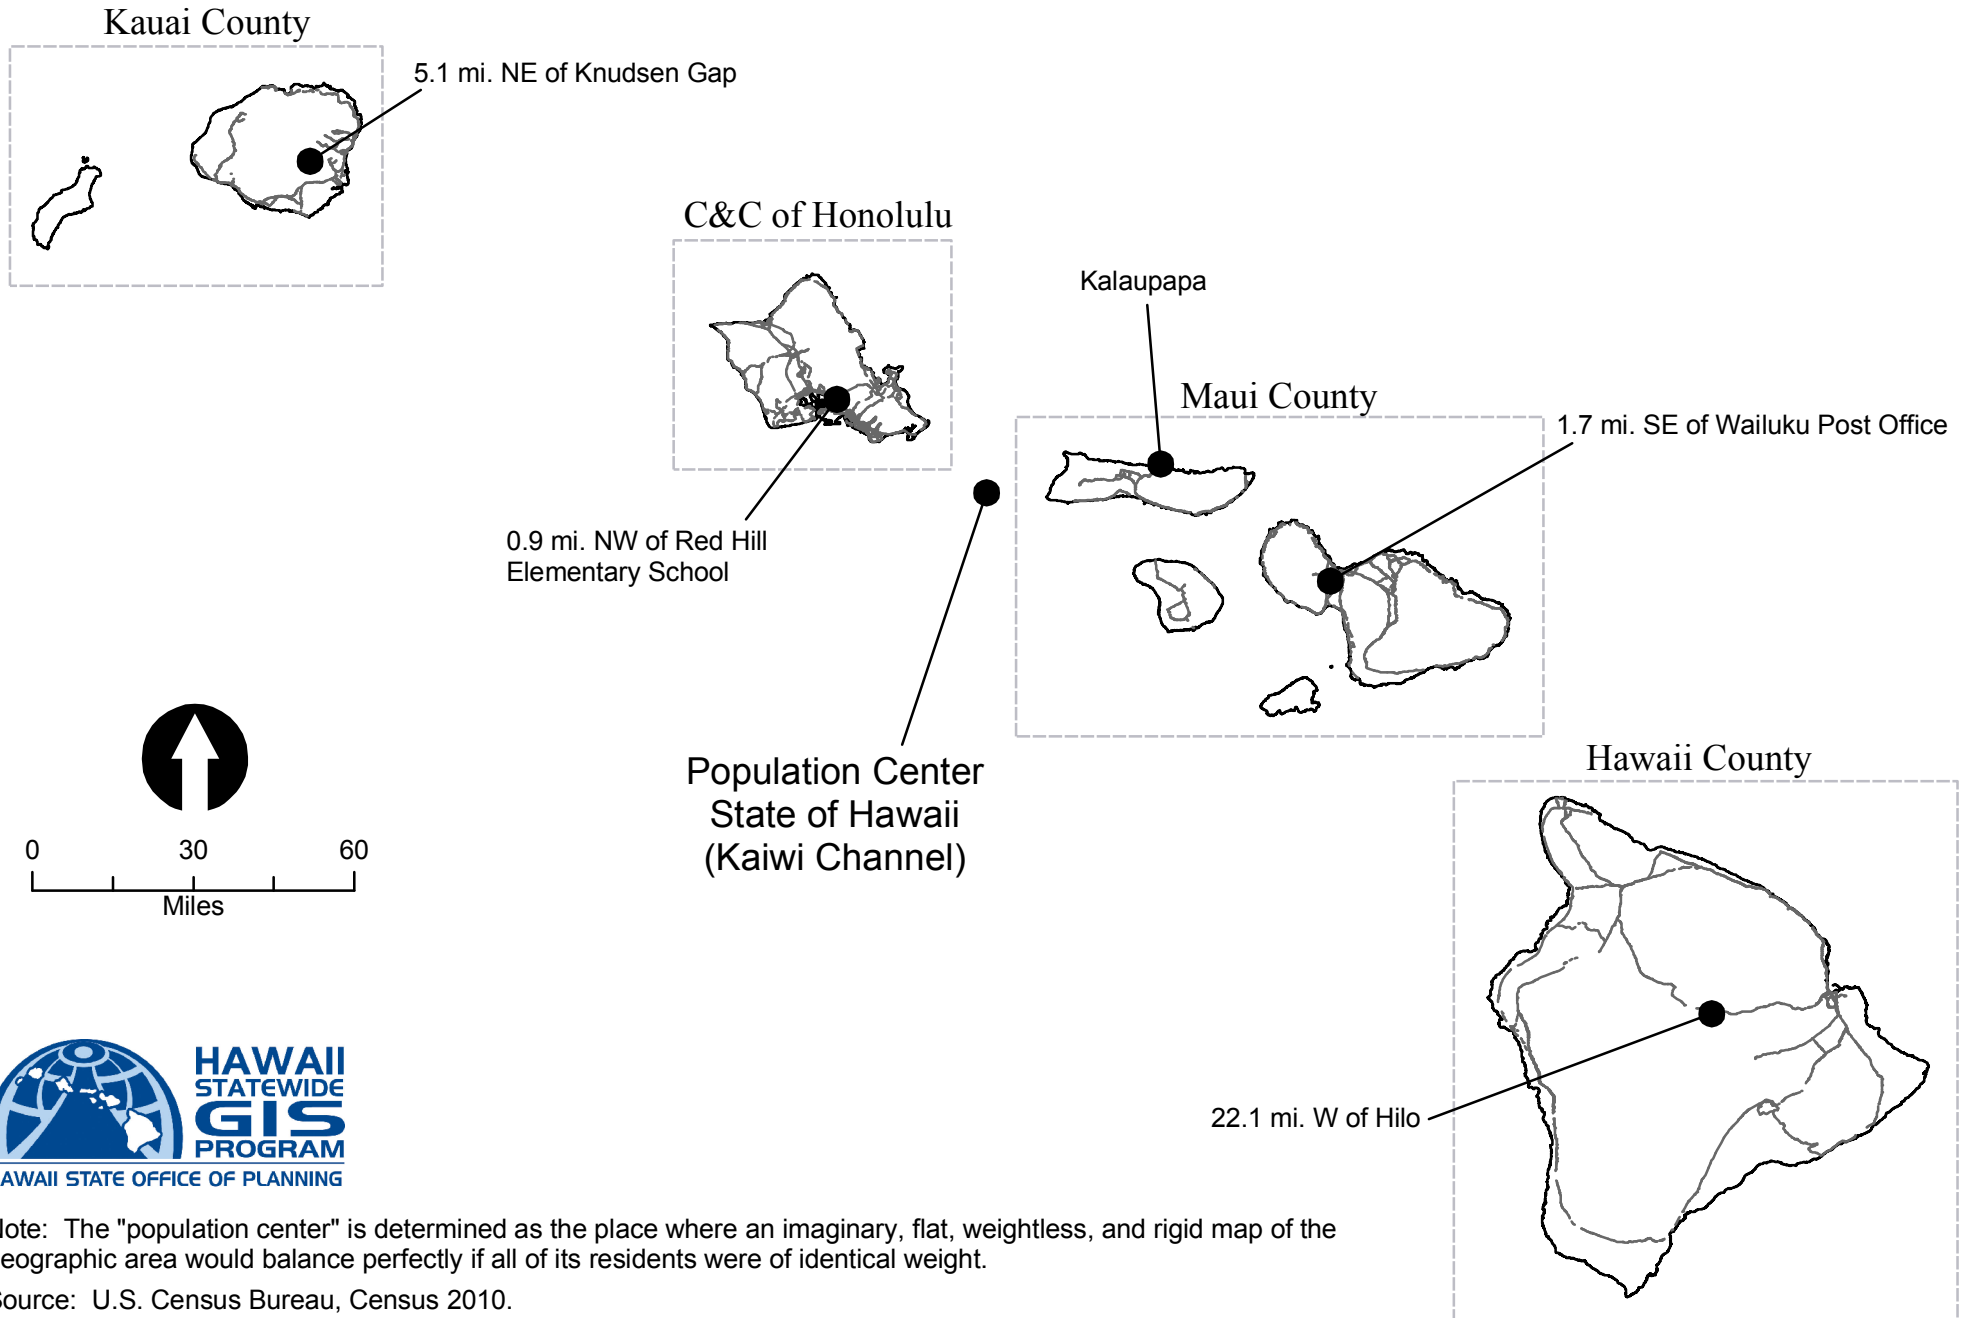 Kauai County
5.1 mi. NE of Knudsen Gap
C&C of Honolulu
Kalaupapa
Maui County
1.7 mi. SE of Wailuku Post Office
0.9 mi. NW of Red Hill
Elementary School
Population Center
State of Hawaii
(Kaiwi Channel)
Hawaii County
0 30 60
Miles
22.1 mi. W of Hilo
HAWAII
STATEWIDE
GIS
PROGRAM
AWAII STATE OFFICE OF PLANNING
lote: The "population center" is determined as the place where an imaginary, flat, weightless, and rigid map of the
eographic area would balance perfectly if all of its residents were of identical weight.
ource: U.S. Census Bureau, Census 2010.